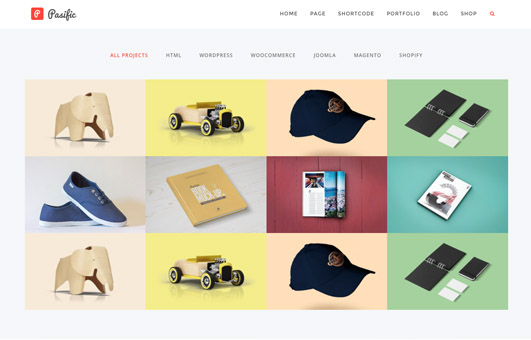 Pasific
HOME PAGE SHORTCODE PORTFOLIO BLOG SHOP
ALL PROJECTS HTML WORDPRESS WOOCOMMERCE JOOMLA MAGENTO SHOPIFY